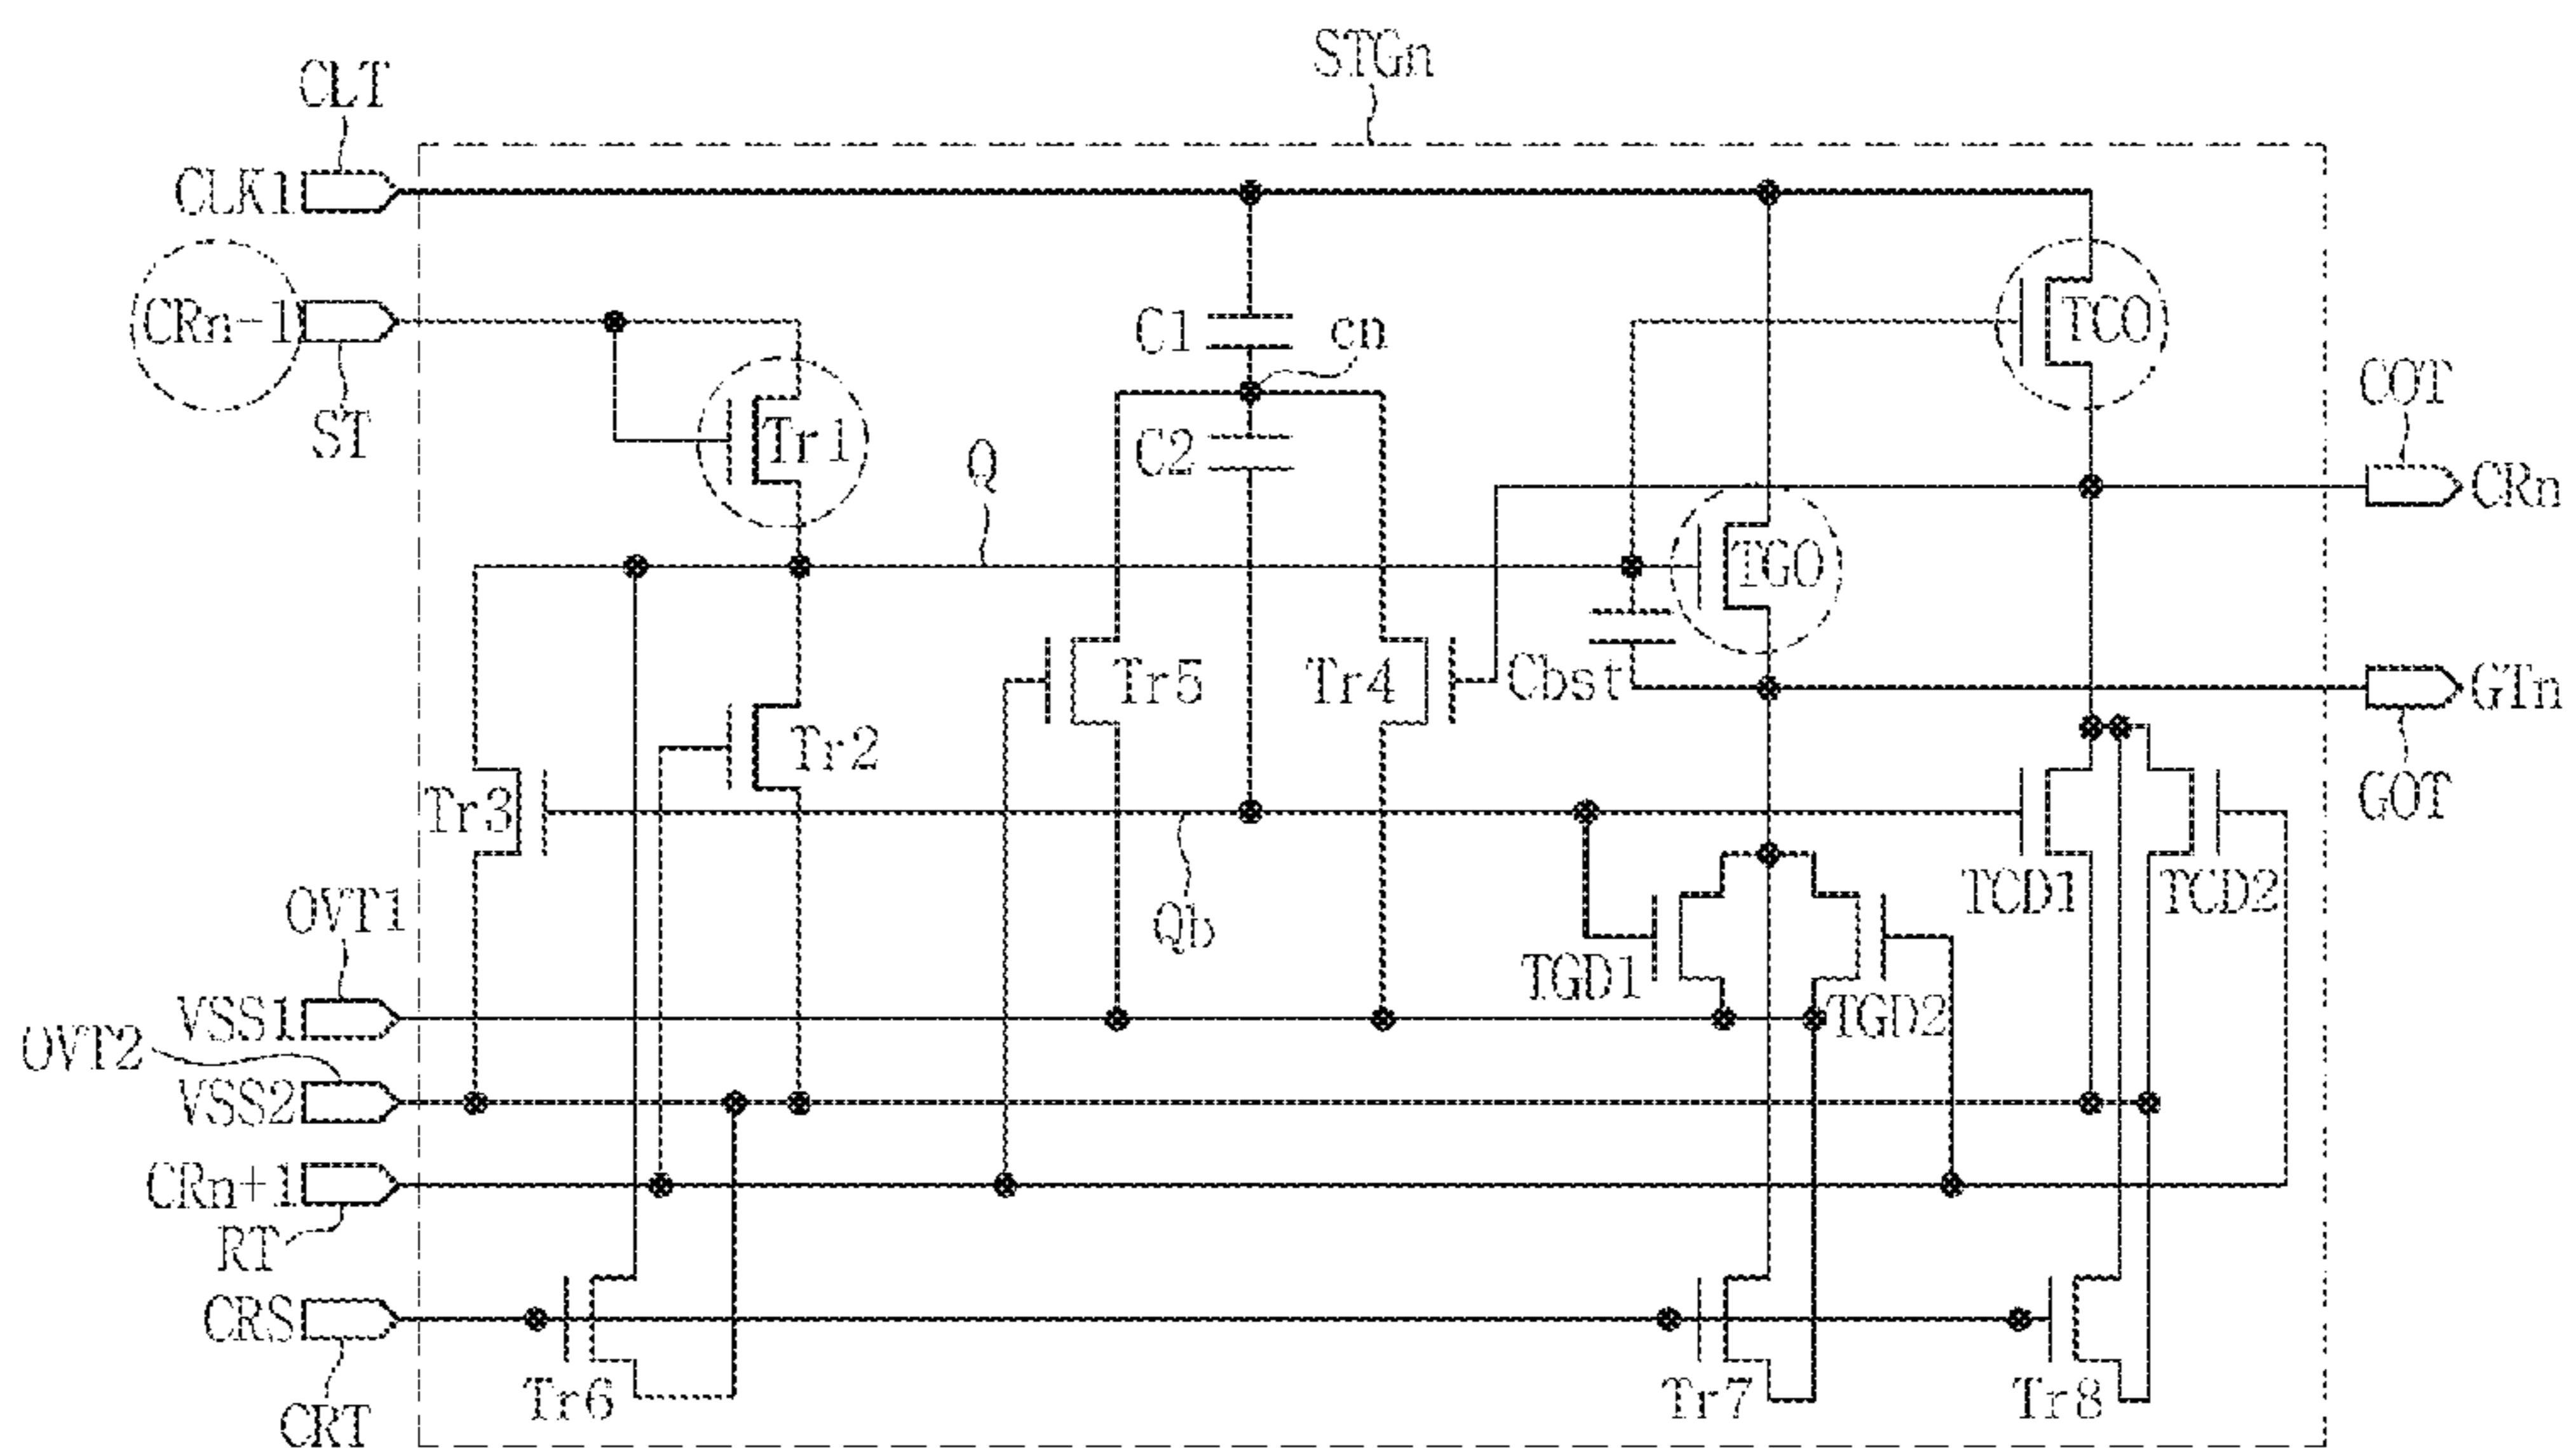 STGn
CLT
CLK1
CRn-1
ST
Tr1
C1
cn
C2
Q
TCO
COT
CRn
TGO
Tr5
Tr4
Cbst
GTn
GOT
Tr2
Tr3
Qb
TCD1
TCD2
TGD1
TGD2
OVT1
VSS1
OVT2
VSS2
CRn+1
RT
CRS
CRT
Tr6
Tr7
Tr8